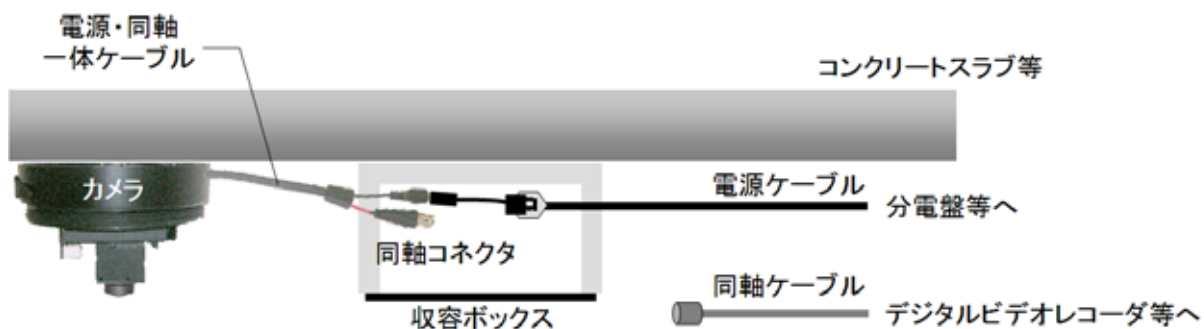 電源・同軸
一体ケーブル
コンクリートスラブ等
カメラ
電源ケーブル
分電盤等へ
同軸コネクタ
同軸ケーブル
デジタルビデオレコーダ等へ
収容ボックス